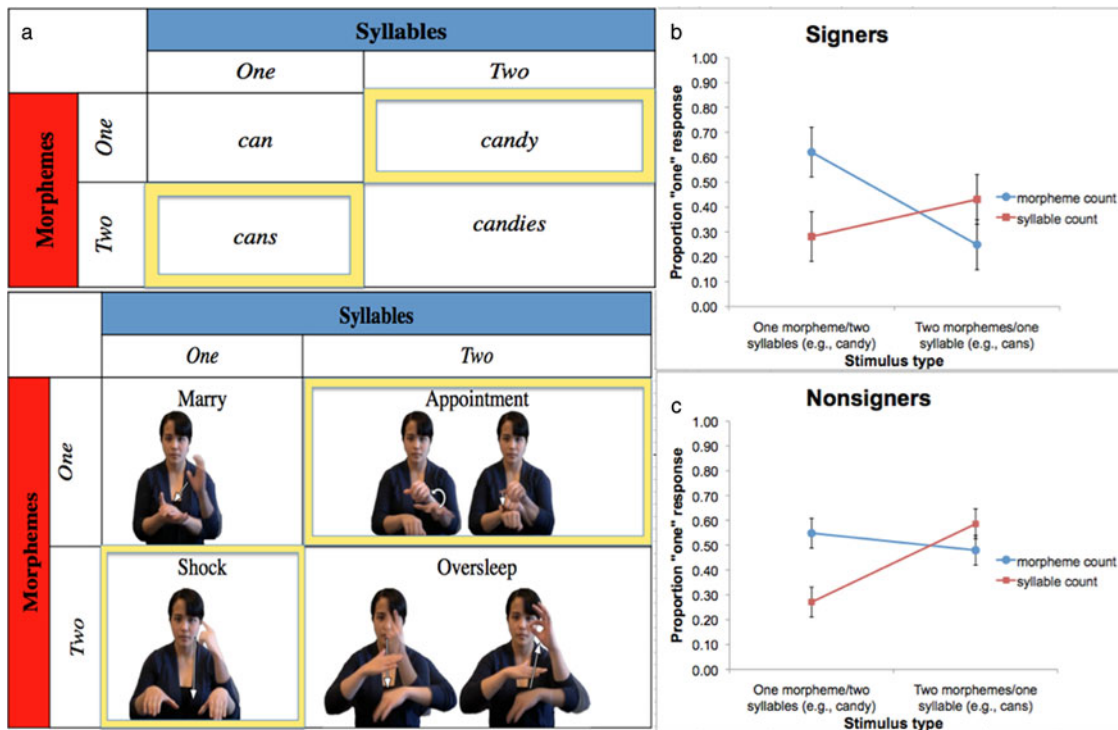 a
Syllables
One
Two
Morphemes
One
can
candy
Two
cans
candies
Syllables
One
Two
Morphemes
One
Marry
Appointment
Two
Shock
Oversleep
b
Signers
Proportion "one" response
1.00
0.90
0.80
0.70
0.60
0.50
0.40
0.30
0.20
0.10
0.00
morpheme count
syllable count
One morpheme/two
syllables (e.g., candy)
Two morphemes/one
syllable (e.g., cans)
Stimulus type
c
Nonsigners
Proportion "one" response
1.00
0.90
0.80
0.70
0.60
0.50
0.40
0.30
0.20
0.10
0.00
morpheme count
syllable count
One morpheme/two
syllables (e.g., candy)
Two morphemes/one
syllable (e.g., cans)
Stimulus type